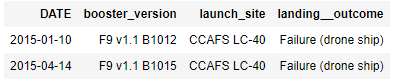 DATE booster_version launch_site landing__outcome
2015-01-10 F9 v1.1 B1012 CCAFS LC-40 Failure (drone ship)
2015-04-14 F9 v1.1 B1015 CCAFS LC-40 Failure (drone ship)